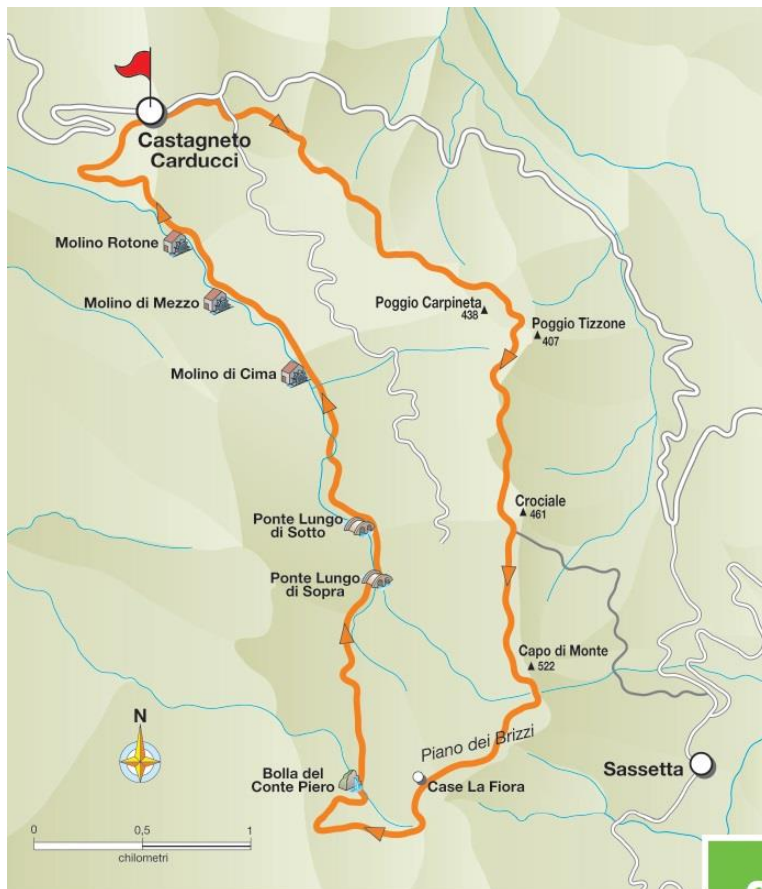 Castagneto
Carducci
Molino Rotone
Molino di Mezzo
Poggio Carpineta
438
Poggio Tizzone
407
Molino di Cima
Crociale
461
Ponte Lungo
di Sotto
Ponte Lungo
di Sopra
Capo di Monte
522
N
Piano dei Brizzi
Sassetta
Bolla del
Conte Piero
Case La Fiora
0 0,5 1
chilometri